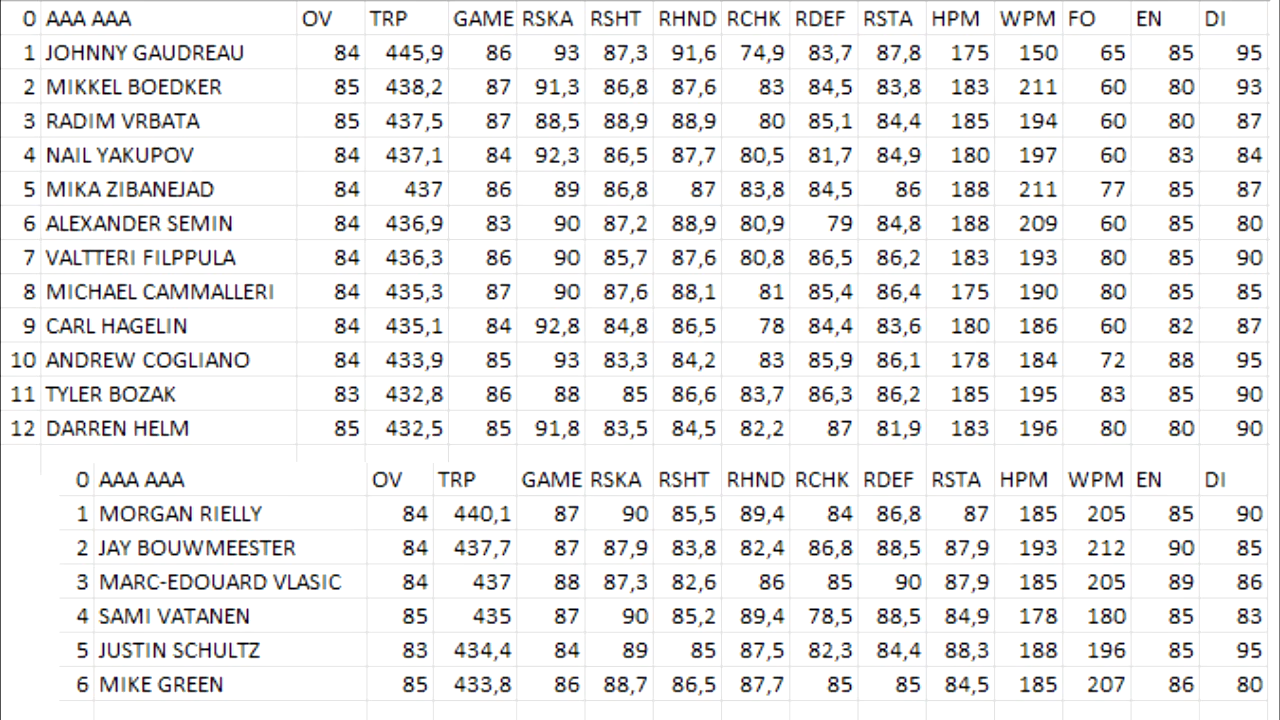 0 AAA AAA OV TRP GAME RSKA RSHT RHND RCHK RDEF RSTA HPM WPM FO EN DI
1 JOHNNY GAUDREAU 84 445,9 86 93 87,3 91,6 74,9 83,7 87,8 175 150 65 85 95
2 MIKKEL BOEDKER 85 438,2 87 91,3 86,8 87,6 83 84,5 83,8 183 211 60 80 93
3 RADIM VRBATA 85 437,5 87 88,5 88,9 88,9 80 85,1 84,4 185 194 60 80 87
4 NAIL YAKUPOV 84 437,1 84 92,3 86,5 87,7 80,5 81,7 84,9 180 197 60 83 84
5 MIKA ZIBANEJAD 84 437 86 89 86,8 87 83,8 84,5 86 188 211 77 85 87
6 ALEXANDER SEMIN 84 436,9 83 90 87,2 88,9 80,9 79 84,8 188 209 60 85 80
7 VALTTERI FILPPULA 84 436,3 86 90 85,7 87,6 80,8 86,5 86,2 183 193 80 85 90
8 MICHAEL CAMMALLERI 84 435,3 87 90 87,6 88,1 81 85,4 86,4 175 190 80 85 85
9 CARL HAGELIN 84 435,1 84 92,8 84,8 86,5 78 84,4 83,6 180 186 60 82 87
10 ANDREW COGLIANO 84 433,9 85 93 83,3 84,2 83 85,9 86,1 178 184 72 88 95
11 TYLER BOZAK 83 432,8 86 88 85 86,6 83,7 86,3 86,2 185 195 83 85 90
12 DARREN HELM 85 432,5 85 91,8 83,5 84,5 82,2 87 81,9 183 196 80 80 90
0 AAA AAA OV TRP GAME RSKA RSHT RHND RCHK RDEF RSTA HPM WPM EN DI
1 MORGAN RIELLY 84 440,1 87 90 85,5 89,4 84 86,8 87 185 205 85 90
2 JAY BOUWMEESTER 84 437,7 87 87,9 83,8 82,4 86,8 88,5 87,9 193 212 90 85
3 MARC-EDOUARD VLASIC 84 437 88 87,3 82,6 86 85 90 87,9 185 205 89 86
4 SAMI VATANEN 85 435 87 90 85,2 89,4 78,5 88,5 84,9 178 180 85 83
5 JUSTIN SCHULTZ 83 434,4 84 89 85 87,5 82,3 84,4 88,3 188 196 85 95
6 MIKE GREEN 85 433,8 86 88,7 86,5 87,7 85 85 84,5 185 207 86 80